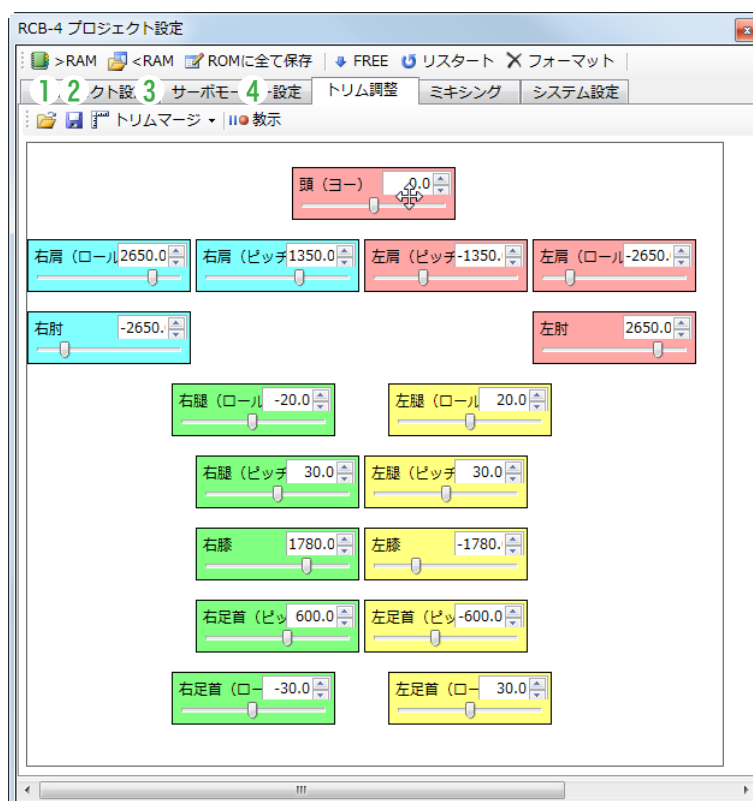 RCB-4 プロジェクト設定
>RAM <RAM ROMに全て保存 FREE リスタート フォーマット
1 2 クト設 3 サーボモー 4 設定 トリム調整 ミキシング システム設定
トリムマージ 教示
頭（ヨー） 0.0
右肩（ロール 2650.0 右肩（ピッチ 1350.0 左肩（ピッチ -1350. 左肩（ロール -2650.
右肘 -2650. 左肘 2650.0
右腿（ロール -20.0 左腿（ロール 20.0
右腿（ピッチ 30.0 左腿（ピッチ 30.0
右膝 1780.0 左膝 -1780.
右足首（ピッ 600.0 左足首（ピッ -600.0
右足首（ロー -30.0 左足首（ロー 30.0